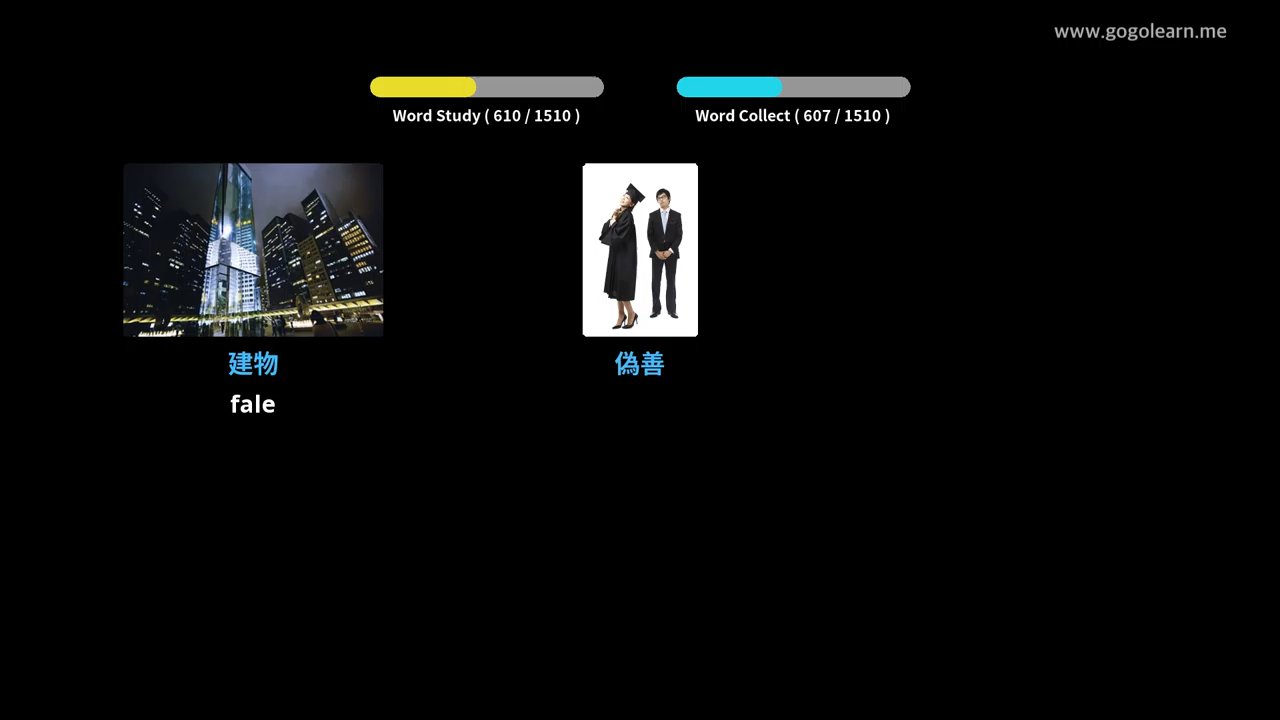 www.gogolearn.me
Word Study ( 610 / 1510 )
Word Collect ( 607 / 1510 )
建物
偽善
fale